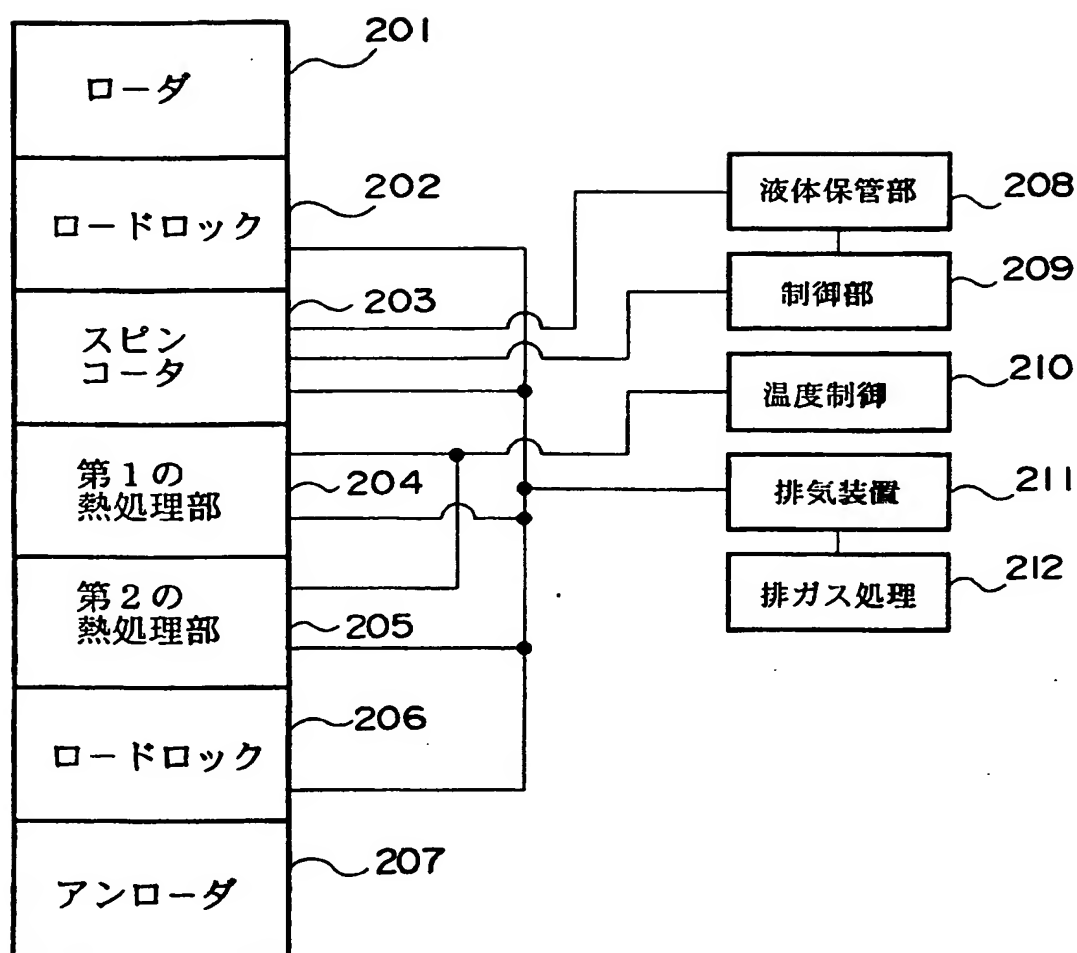 ローダ
201
ロードロック
202
スピン
コータ
203
第1の
熱処理部
204
第2の
熱処理部
205
ロードロック
206
アンローダ
207
液体保管部
208
制御部
209
温度制御
210
排気装置
211
排ガス処理
212